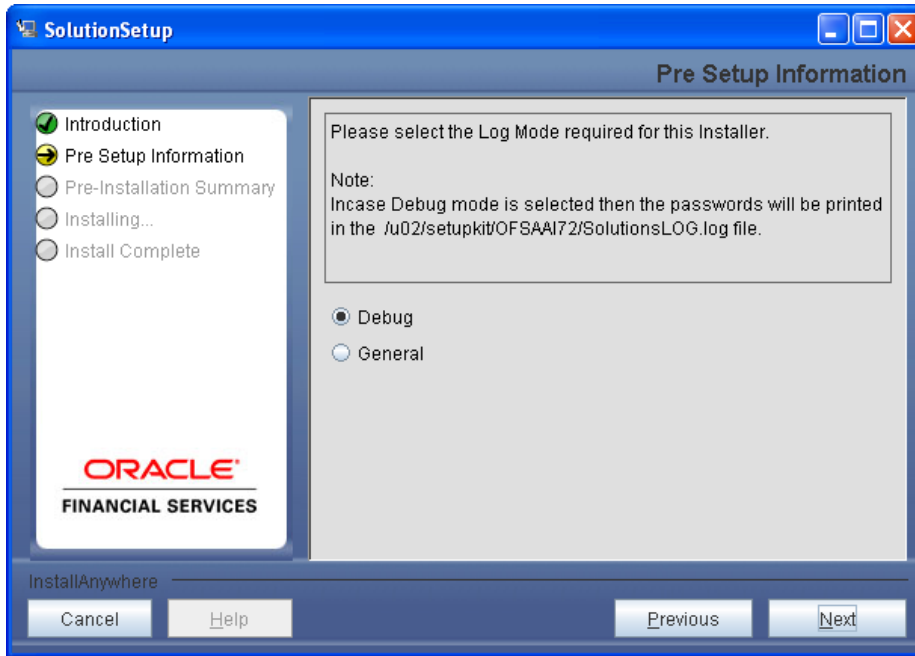 SolutionSetup
Pre Setup Information
Introduction
Pre Setup Information
Pre-Installation Summary
Installing...
Install Complete
Please select the Log Mode required for this Installer.
Note:
Incase Debug mode is selected then the passwords will be printed
in the /u02/setupkit/OFSAAI72/SolutionsLOG.log file.
Debug
General
ORACLE
FINANCIAL SERVICES
InstallAnywhere
Cancel
Help
Previous
Next